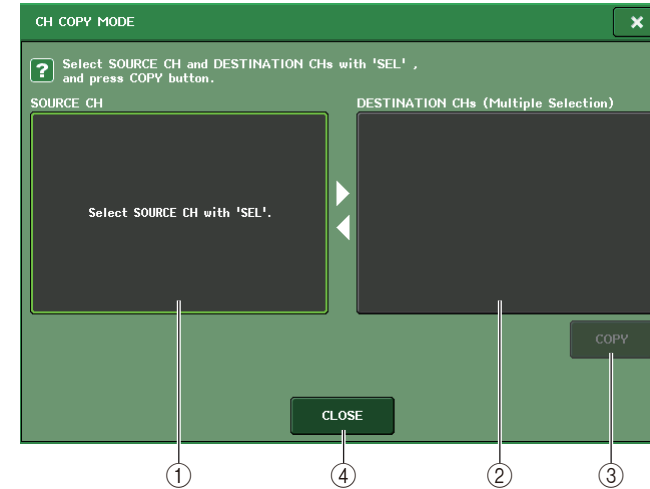 CH COPY MODE
? Select SOURCE CH and DESTINATION CHs with 'SEL' ,
and press COPY button.
SOURCE CH
DESTINATION CHs (Multiple Selection)
Select SOURCE CH with 'SEL'.
COPY
CLOSE
① ④ ② ③